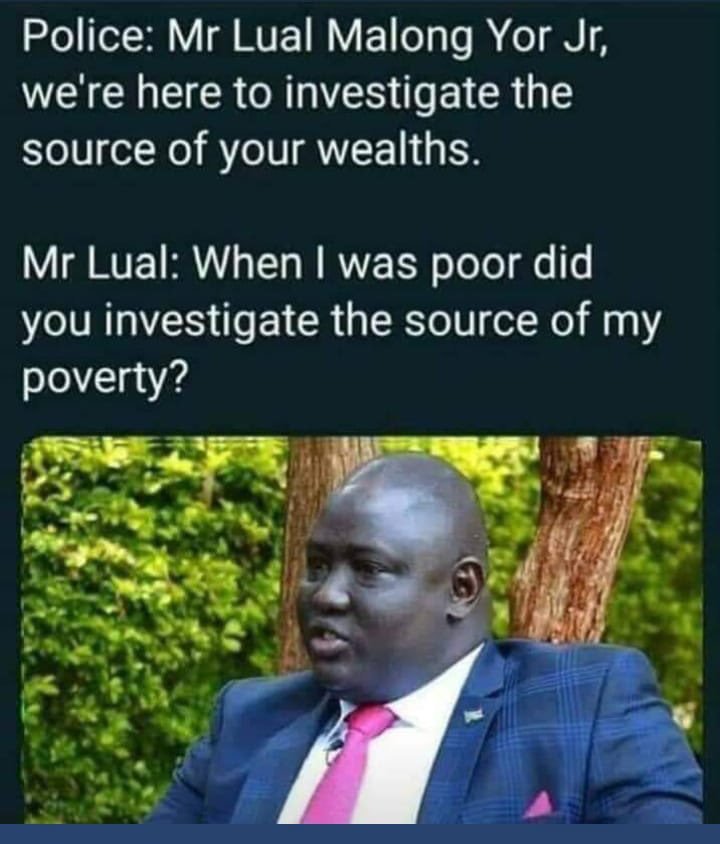 Police: Mr Lual Malong Yor Jr,
we're here to investigate the
source of your wealths.
Mr Lual: When I was poor did
you investigate the source of my
poverty?